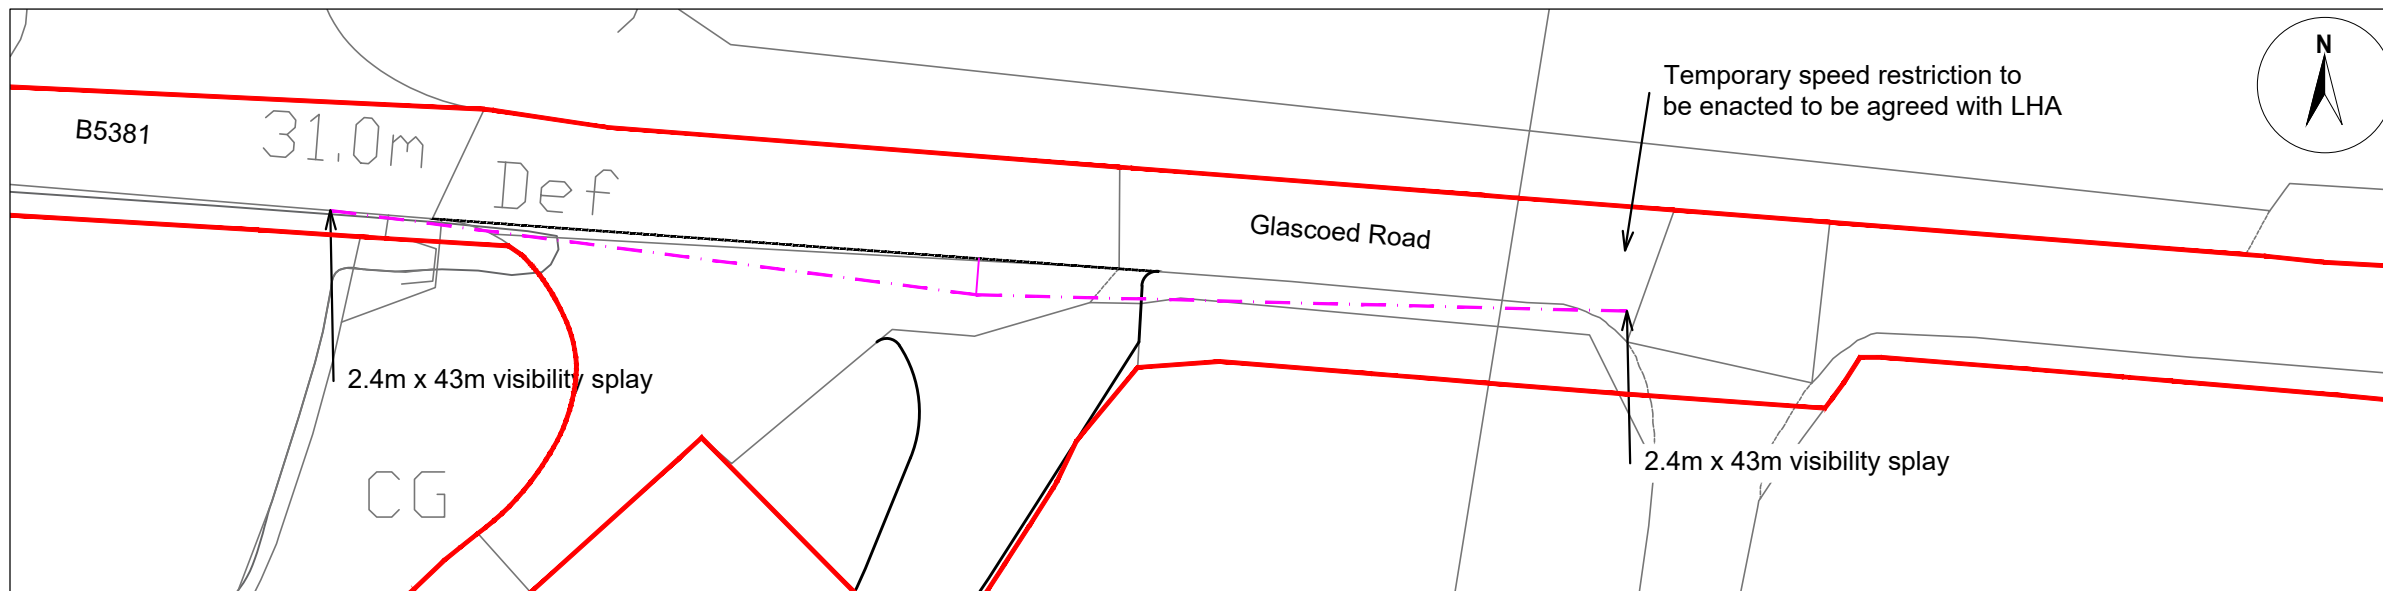 N
Temporary speed restriction to
be enacted to be agreed with LHA
B5381
31.0m
Def
Glascoed Road
2.4m x 43m visibility splay
2.4m x 43m visibility splay
CG